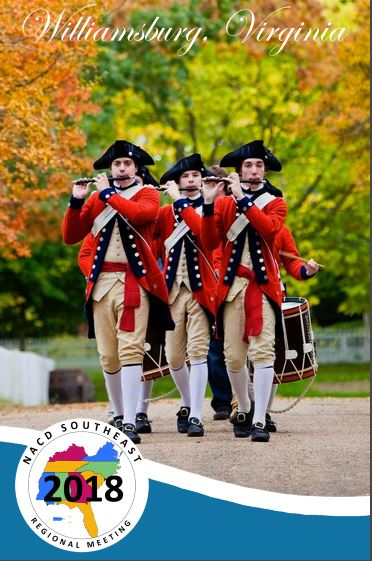 Williamsburg, Virginia
NACD SOUTHEAST
2018
REGIONAL MEETING